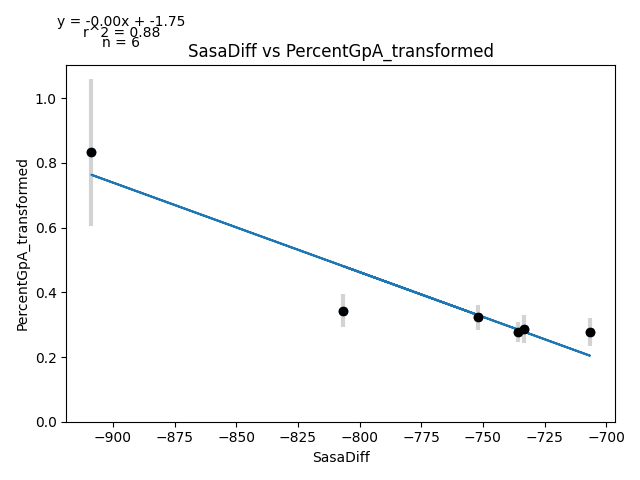 y = -0.00x + -1.75
r^2 = 0.88
n = 6
SasaDiff vs PercentGpA_transformed
1.0
0.8
0.6
0.4
0.2
0.0
PercentGpA_transformed
−900 −875 −850 −825 −800 −775 −750 −725 −700
SasaDiff